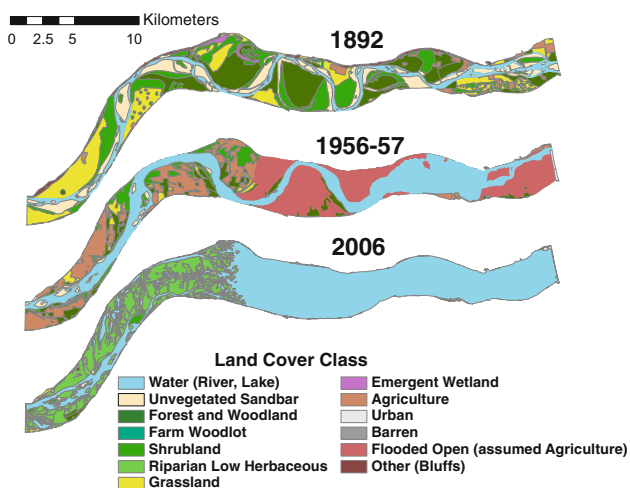 Kilometers
0 2.5 5 10
1892
1956-57
2006
Land Cover Class
Water (River, Lake)
Unvegetated Sandbar
Forest and Woodland
Farm Woodlot
Shrubland
Riparian Low Herbaceous
Grassland
Emergent Wetland
Agriculture
Urban
Barren
Flooded Open (assumed Agriculture)
Other (Bluffs)